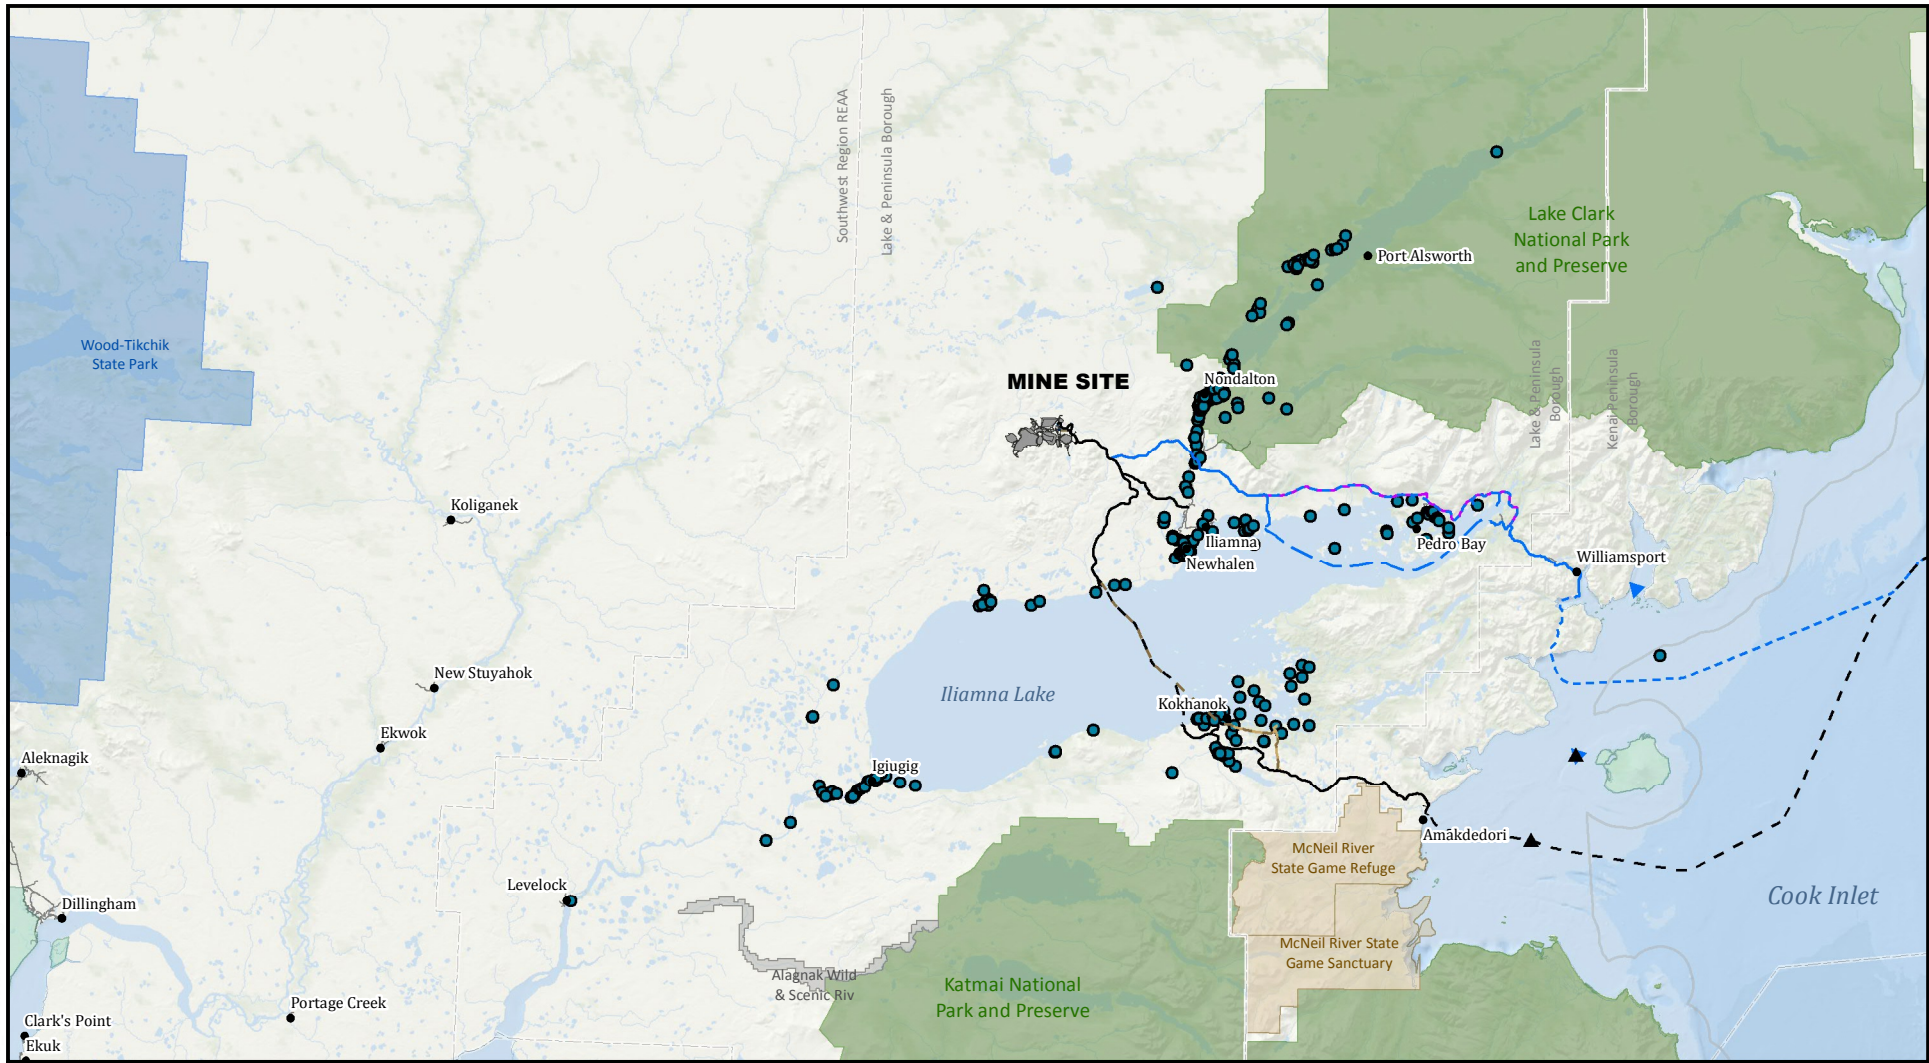 Southwest Region REAA
Lake & Peninsula Borough
Lake Clark
National Park
and Preserve
Port Alsworth
Wood-Tikchik
State Park
MINE SITE
Nondalton
Lake & Peninsula
Borough
Kenai Peninsula
Borough
Koliganek
Iliamna
Newhalen
Pedro Bay
Williamsport
New Stuyahok
Iliamna Lake
Kokhanok
Ekwok
Aleknagik
Igiugig
Amakdedori
McNeil River
State Game Refuge
Levelock
Cook Inlet
Dillingham
McNeil River State
Game Sanctuary
Alagnak Wild
& Scenic Riv
Katmai National
Park and Preserve
Portage Creek
Clark's Point
Ekuk